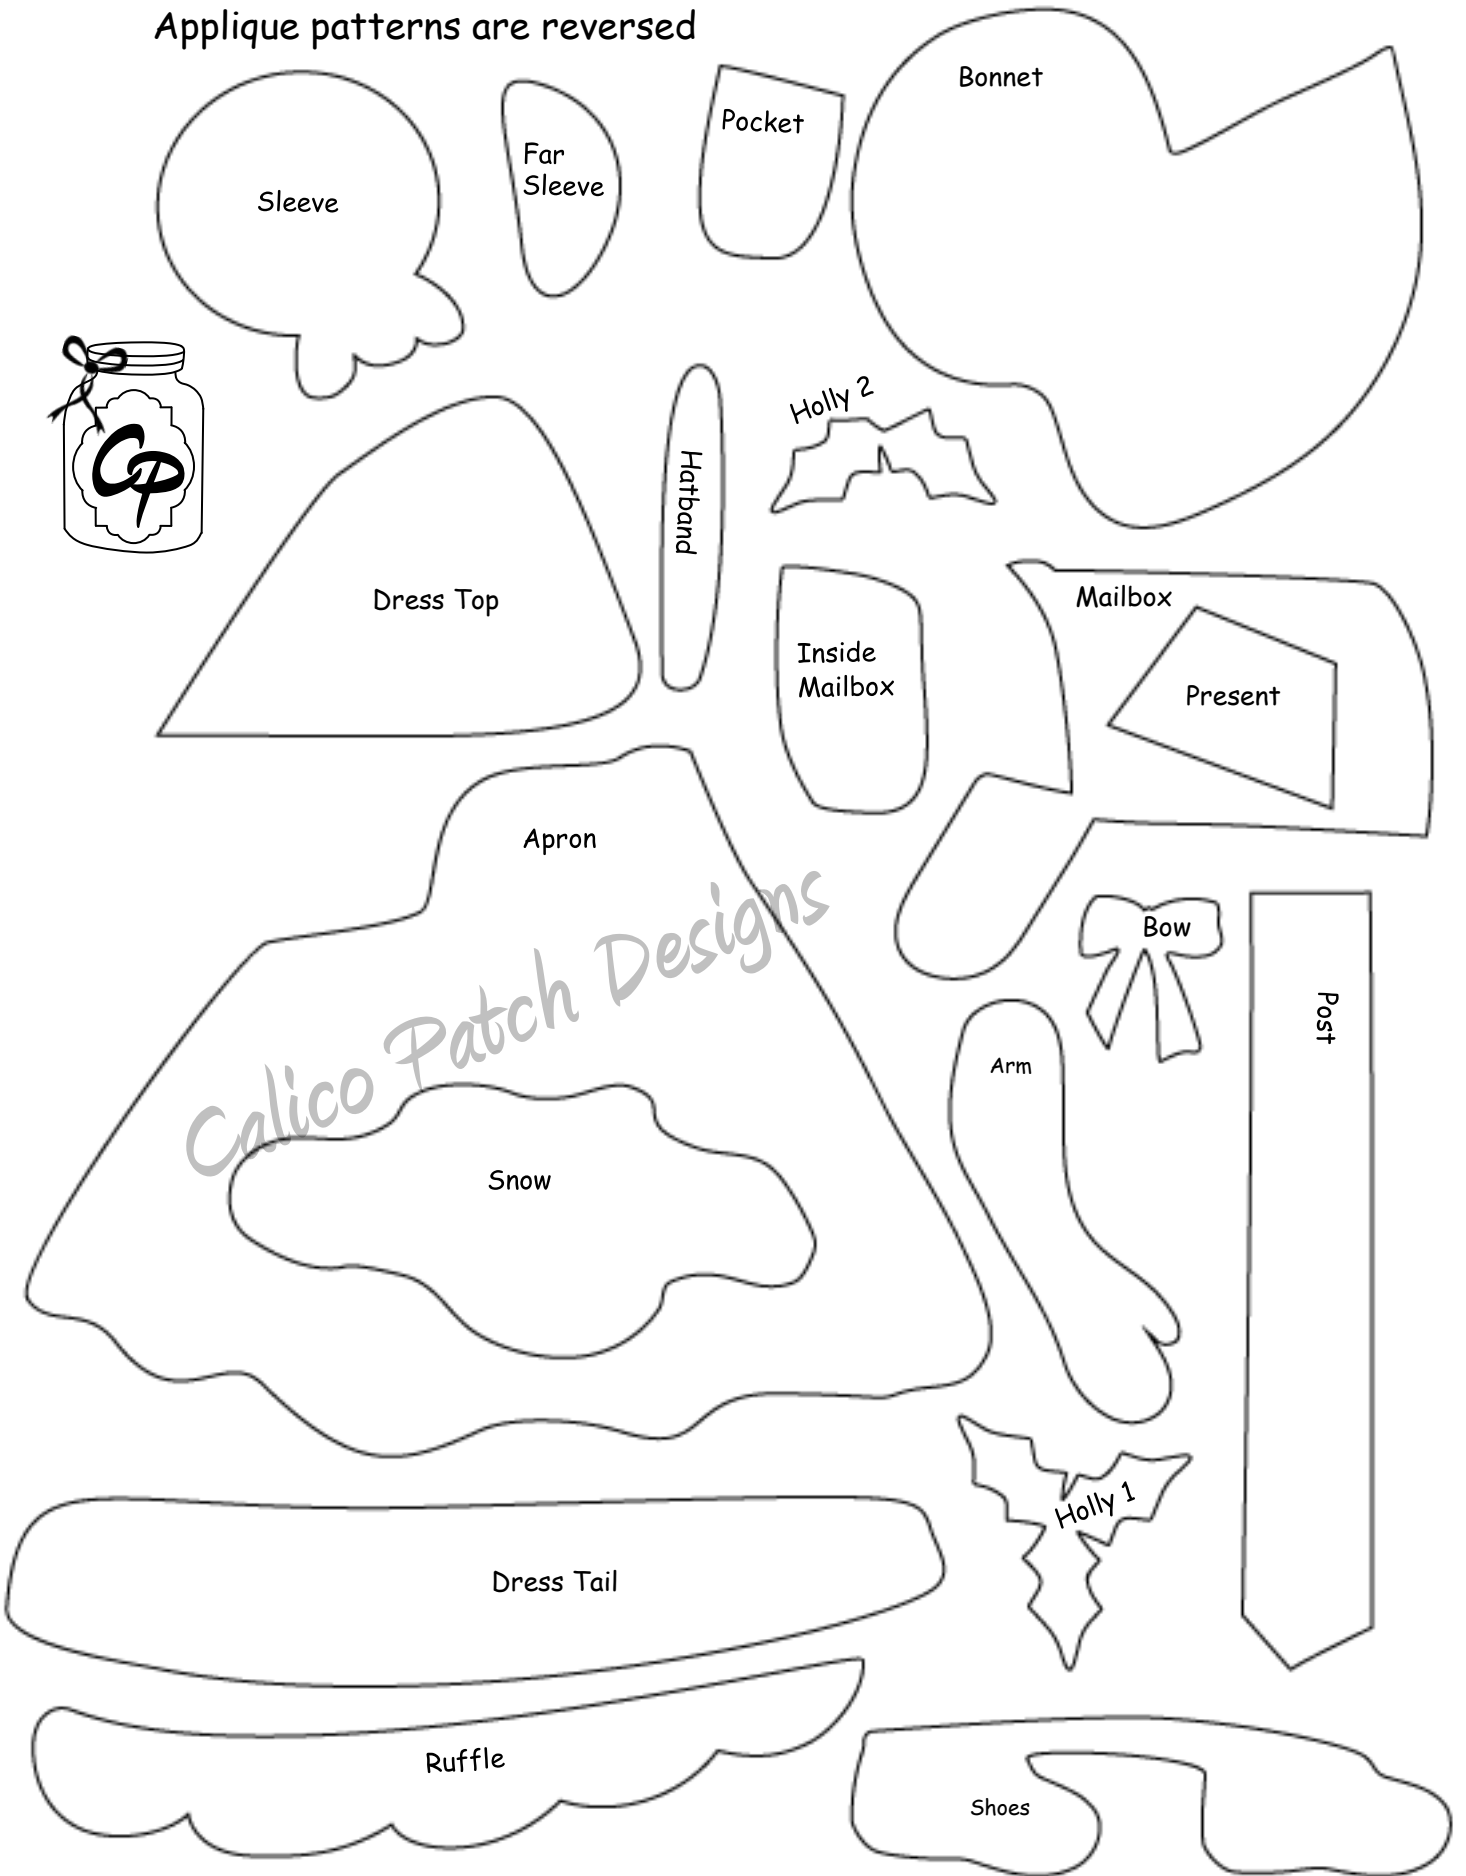 Applique patterns are reversed
Bonnet
Pocket
Far
Sleeve
Sleeve
Holly 2
CP
Hatband
Dress Top
Mailbox
Inside
Mailbox
Present
Apron
Calico Patch Designs
Bow
Post
Arm
Snow
Holly 1
Dress Tail
Ruffle
Shoes